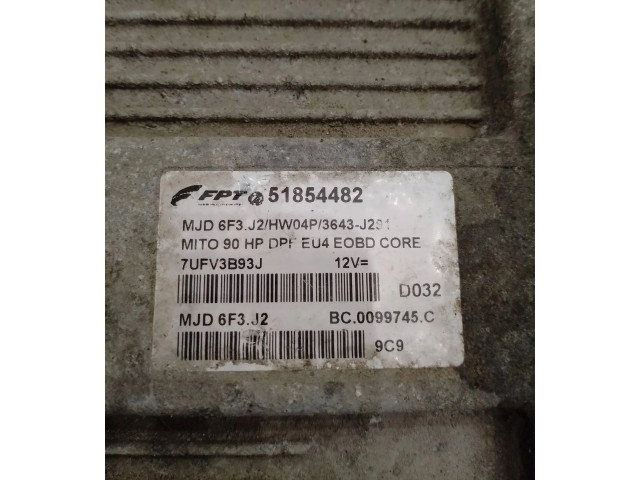 FPT 51854482
MJD 6F3.J2/HW04P/3643-J281
MITO 90 HP DPF EU4 EOBD CORE
7UFV3B93J 12V=
D032
MJD 6F3.J2 BC.0099745.C
9C9